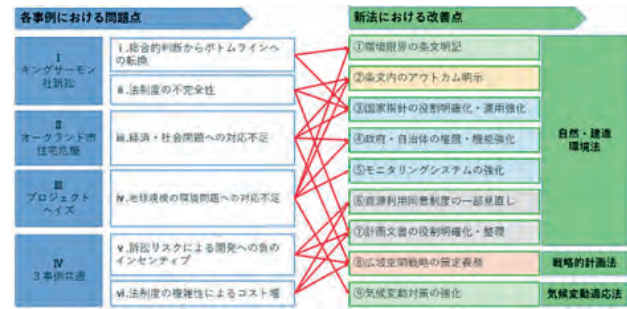 各事例における問題点
新法における改善点
Ⅰ
キングサーモン
社訴訟
Ⅱ
オークランド市
住宅危機
Ⅲ
プロジェクト
ヘイズ
Ⅳ
3事例共通
ⅰ.総合的判断からボトムラインへ
の転換
ⅱ.法制度の不完全性
ⅲ.経済・社会問題への対応不足
ⅳ.地球規模の環境問題への対応不足
ⅴ.訴訟リスクによる開発への負の
インセンティブ
ⅵ.法制度の複雑性によるコスト増
①環境限界の条文明記
②条文内のアウトカム明示
③国家指針の役割明確化・運用強化
④政府・自治体の権限・機能強化
⑤モニタリングシステムの強化
⑥資源利用同意制度の一部見直し
⑦計画文書の役割明確化・整理
⑧広域空間戦略の策定義務
⑨気候変動対策の強化
自然・建造
環境法
戦略的計画法
気候変動適応法